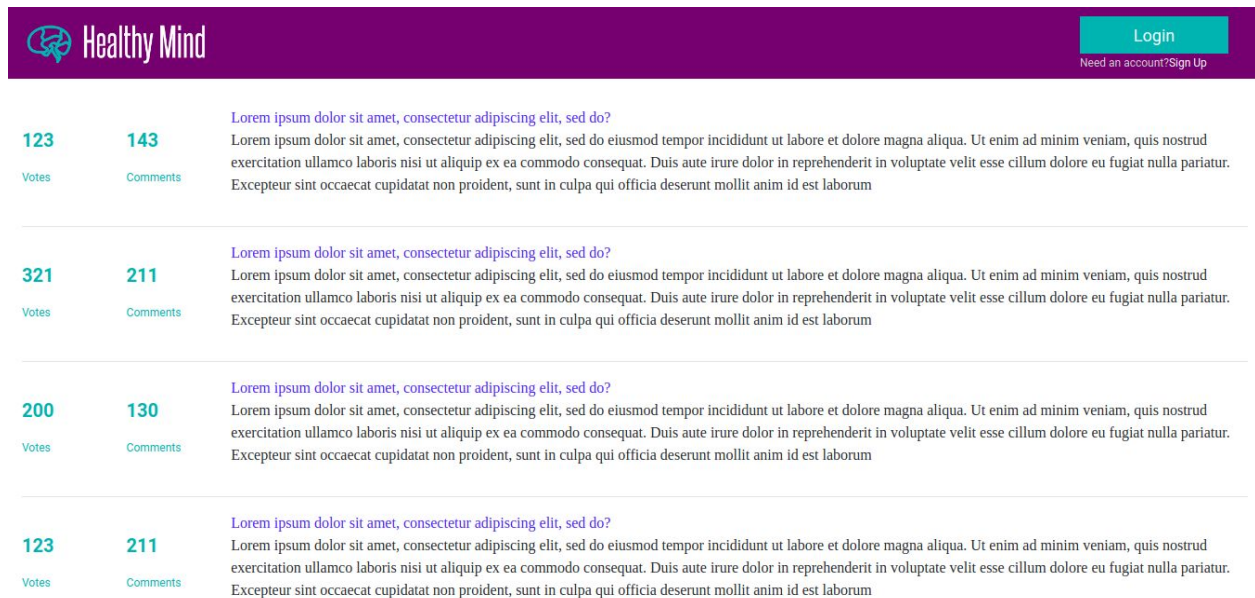 Healthy Mind
Login
Need an account?Sign Up
Lorem ipsum dolor sit amet, consectetur adipiscing elit, sed do?
123 143
Lorem ipsum dolor sit amet, consectetur adipiscing elit, sed do eiusmod tempor incididunt ut labore et dolore magna aliqua. Ut enim ad minim veniam, quis nostrud
exercitation ullamco laboris nisi ut aliquip ex ea commodo consequat. Duis aute irure dolor in reprehenderit in voluptate velit esse cillum dolore eu fugiat nulla pariatur.
Votes Comments
Excepteur sint occaecat cupidatat non proident, sunt in culpa qui officia deserunt mollit anim id est laborum
Lorem ipsum dolor sit amet, consectetur adipiscing elit, sed do?
321 211
Lorem ipsum dolor sit amet, consectetur adipiscing elit, sed do eiusmod tempor incididunt ut labore et dolore magna aliqua. Ut enim ad minim veniam, quis nostrud
exercitation ullamco laboris nisi ut aliquip ex ea commodo consequat. Duis aute irure dolor in reprehenderit in voluptate velit esse cillum dolore eu fugiat nulla pariatur.
Votes Comments
Excepteur sint occaecat cupidatat non proident, sunt in culpa qui officia deserunt mollit anim id est laborum
Lorem ipsum dolor sit amet, consectetur adipiscing elit, sed do?
200 130
Lorem ipsum dolor sit amet, consectetur adipiscing elit, sed do eiusmod tempor incididunt ut labore et dolore magna aliqua. Ut enim ad minim veniam, quis nostrud
exercitation ullamco laboris nisi ut aliquip ex ea commodo consequat. Duis aute irure dolor in reprehenderit in voluptate velit esse cillum dolore eu fugiat nulla pariatur.
Votes Comments
Excepteur sint occaecat cupidatat non proident, sunt in culpa qui officia deserunt mollit anim id est laborum
Lorem ipsum dolor sit amet, consectetur adipiscing elit, sed do?
123 211
Lorem ipsum dolor sit amet, consectetur adipiscing elit, sed do eiusmod tempor incididunt ut labore et dolore magna aliqua. Ut enim ad minim veniam, quis nostrud
exercitation ullamco laboris nisi ut aliquip ex ea commodo consequat. Duis aute irure dolor in reprehenderit in voluptate velit esse cillum dolore eu fugiat nulla pariatur.
Votes Comments
Excepteur sint occaecat cupidatat non proident, sunt in culpa qui officia deserunt mollit anim id est laborum